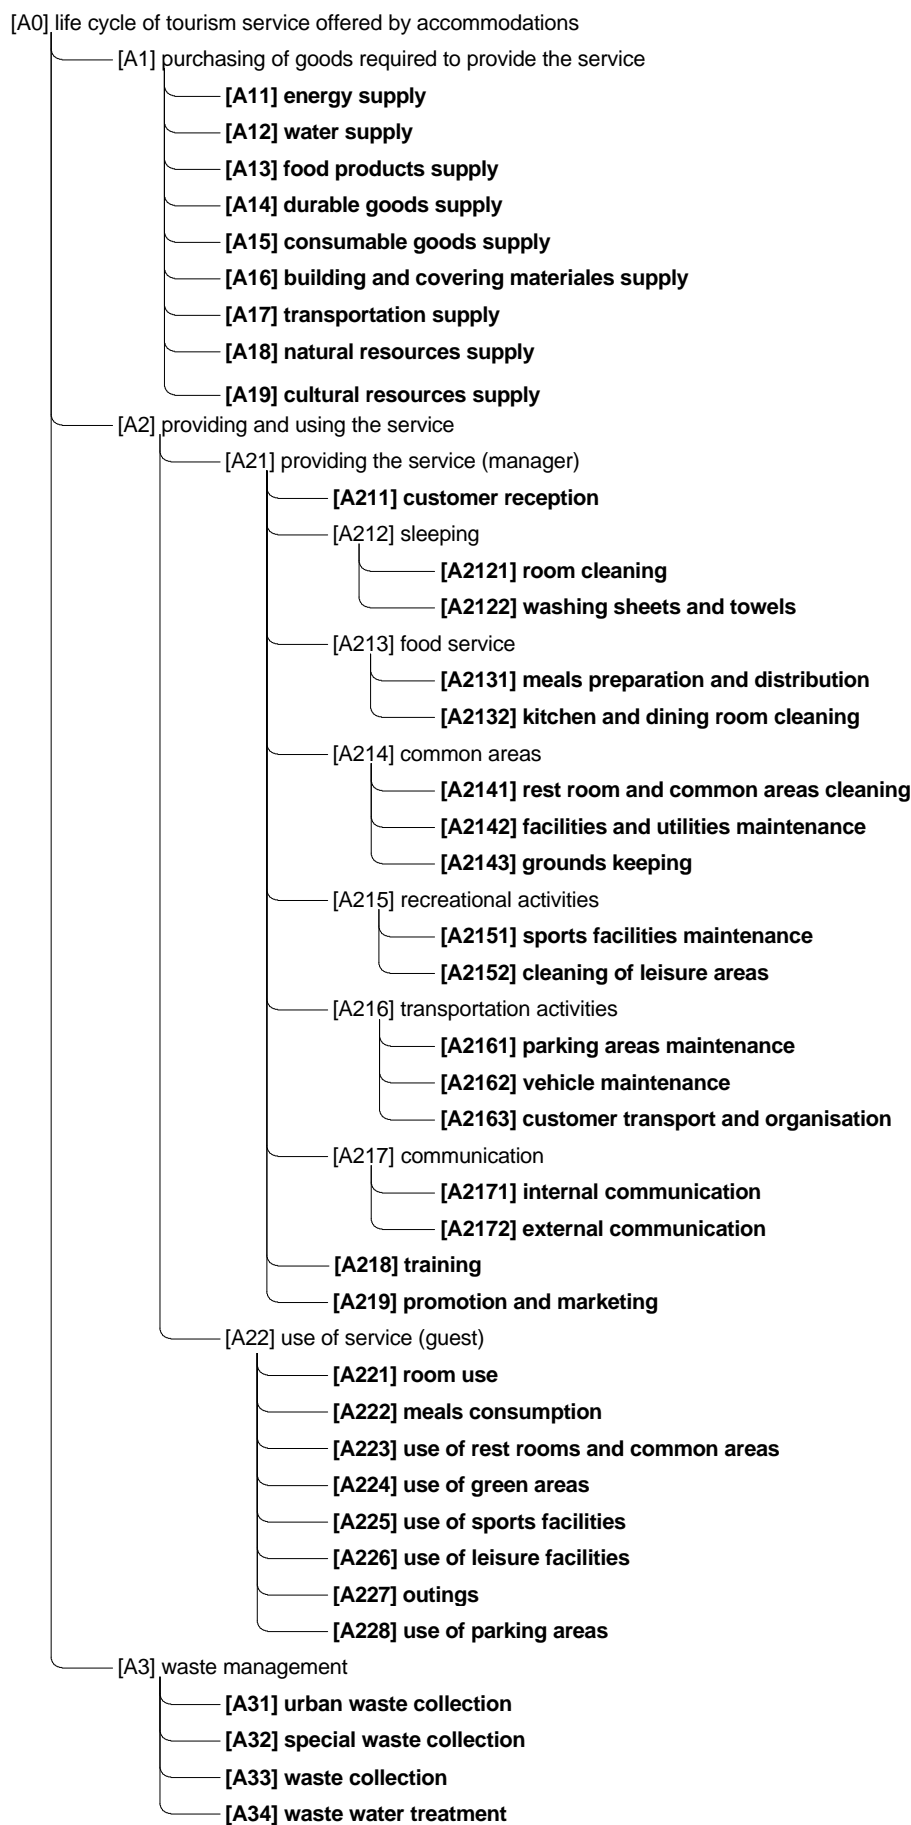 [A0] life cycle of tourism service offered by accommodations
[A1] purchasing of goods required to provide the service
[A11] energy supply
[A12] water supply
[A13] food products supply
[A14] durable goods supply
[A15] consumable goods supply
[A16] building and covering materiales supply
[A17] transportation supply
[A18] natural resources supply
[A19] cultural resources supply
[A2] providing and using the service
[A21] providing the service (manager)
[A211] customer reception
[A212] sleeping
[A2121] room cleaning
[A2122] washing sheets and towels
[A213] food service
[A2131] meals preparation and distribution
[A2132] kitchen and dining room cleaning
[A214] common areas
[A2141] rest room and common areas cleaning
[A2142] facilities and utilities maintenance
[A2143] grounds keeping
[A215] recreational activities
[A2151] sports facilities maintenance
[A2152] cleaning of leisure areas
[A216] transportation activities
[A2161] parking areas maintenance
[A2162] vehicle maintenance
[A2163] customer transport and organisation
[A217] communication
[A2171] internal communication
[A2172] external communication
[A218] training
[A219] promotion and marketing
[A22] use of service (guest)
[A221] room use
[A222] meals consumption
[A223] use of rest rooms and common areas
[A224] use of green areas
[A225] use of sports facilities
[A226] use of leisure facilities
[A227] outings
[A228] use of parking areas
[A3] waste management
[A31] urban waste collection
[A32] special waste collection
[A33] waste collection
[A34] waste water treatment